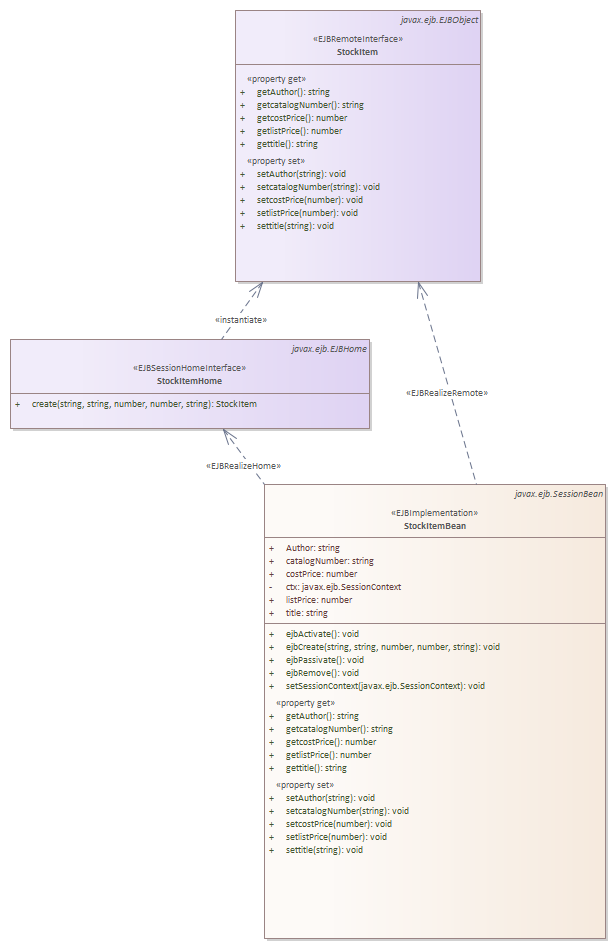 javax.ejb.EJBObject
«EJBRemoteInterface»
StockItem
«property get»
+ getAuthor(): string
+ getcatalogNumber(): string
+ getcostPrice(): number
+ getlistPrice(): number
+ gettitle(): string
«property set»
+ setAuthor(string): void
+ setcatalogNumber(string): void
+ setcostPrice(number): void
+ setlistPrice(number): void
+ settitle(string): void
«instantiate»
javax.ejb.EJBHome
«EJBSessionHomeInterface»
StockItemHome
+ create(string, string, number, number, string): StockItem
«EJBRealizeRemote»
«EJBRealizeHome»
javax.ejb.SessionBean
«EJBImplementation»
StockItemBean
+ Author: string
+ catalogNumber: string
+ costPrice: number
- ctx: javax.ejb.SessionContext
+ listPrice: number
+ title: string
+ ejbActivate(): void
+ ejbCreate(string, string, number, number, string): void
+ ejbPassivate(): void
+ ejbRemove(): void
+ setSessionContext(javax.ejb.SessionContext): void
«property get»
+ getAuthor(): string
+ getcatalogNumber(): string
+ getcostPrice(): number
+ getlistPrice(): number
+ gettitle(): string
«property set»
+ setAuthor(string): void
+ setcatalogNumber(string): void
+ setcostPrice(number): void
+ setlistPrice(number): void
+ settitle(string): void